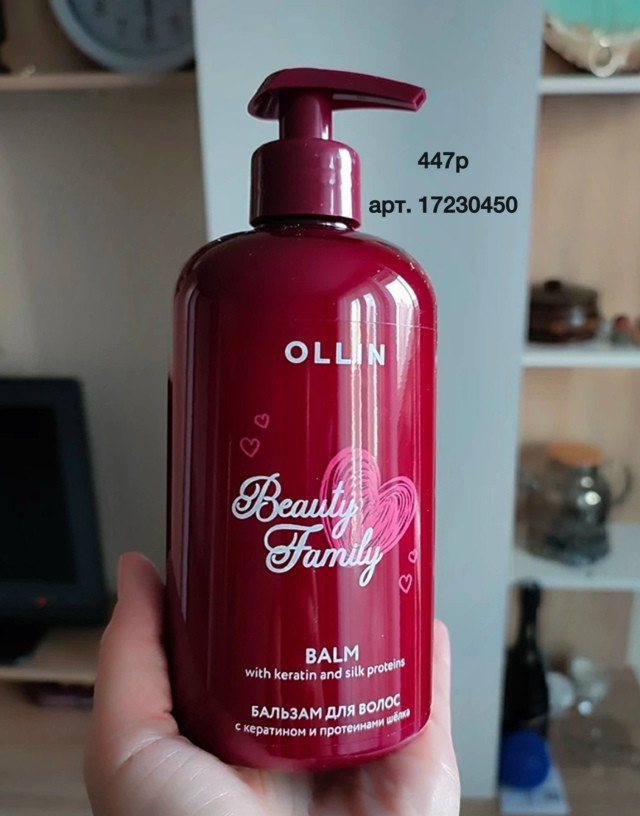 447р
арт. 17230450
OLLIN
Beauty
Family
BALM
with keratin and silk proteins
БАЛЬЗАМ ДЛЯ ВОЛОС
с кератином и протеинами шёлка